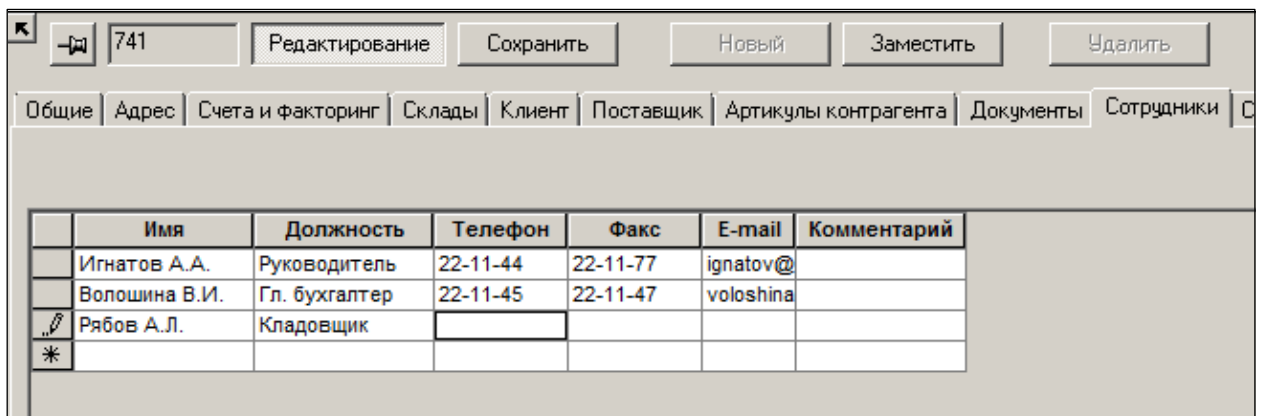 741 Редактирование Сохранить Новый Заместить Удалить
Общие Адрес Счета и факторинг Склады Клиент Поставщик Артикулы контрагента Документы Сотрудники С
Имя Должность Телефон Факс E-mail Комментарий
Игнатов А.А. Руководитель 22-11-44 22-11-77 ignatov@
Волошина В.И. Гл. бухгалтер 22-11-45 22-11-47 voloshina
Рябов А.Л. Кладовщик